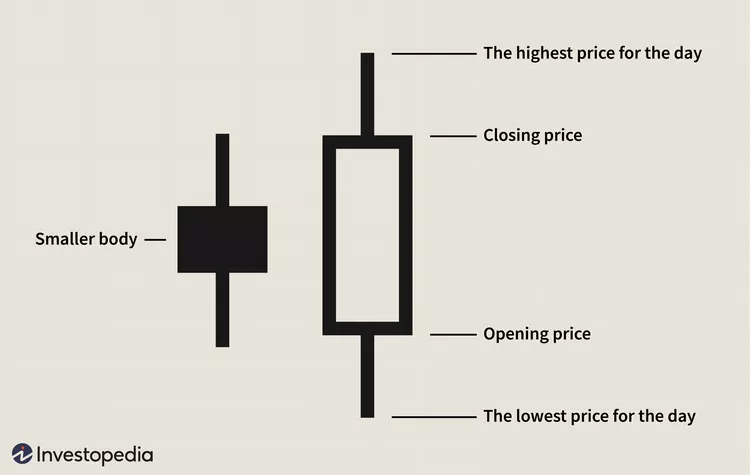 The highest price for the day
Closing price
Smaller body
Opening price
The lowest price for the day
Investopedia